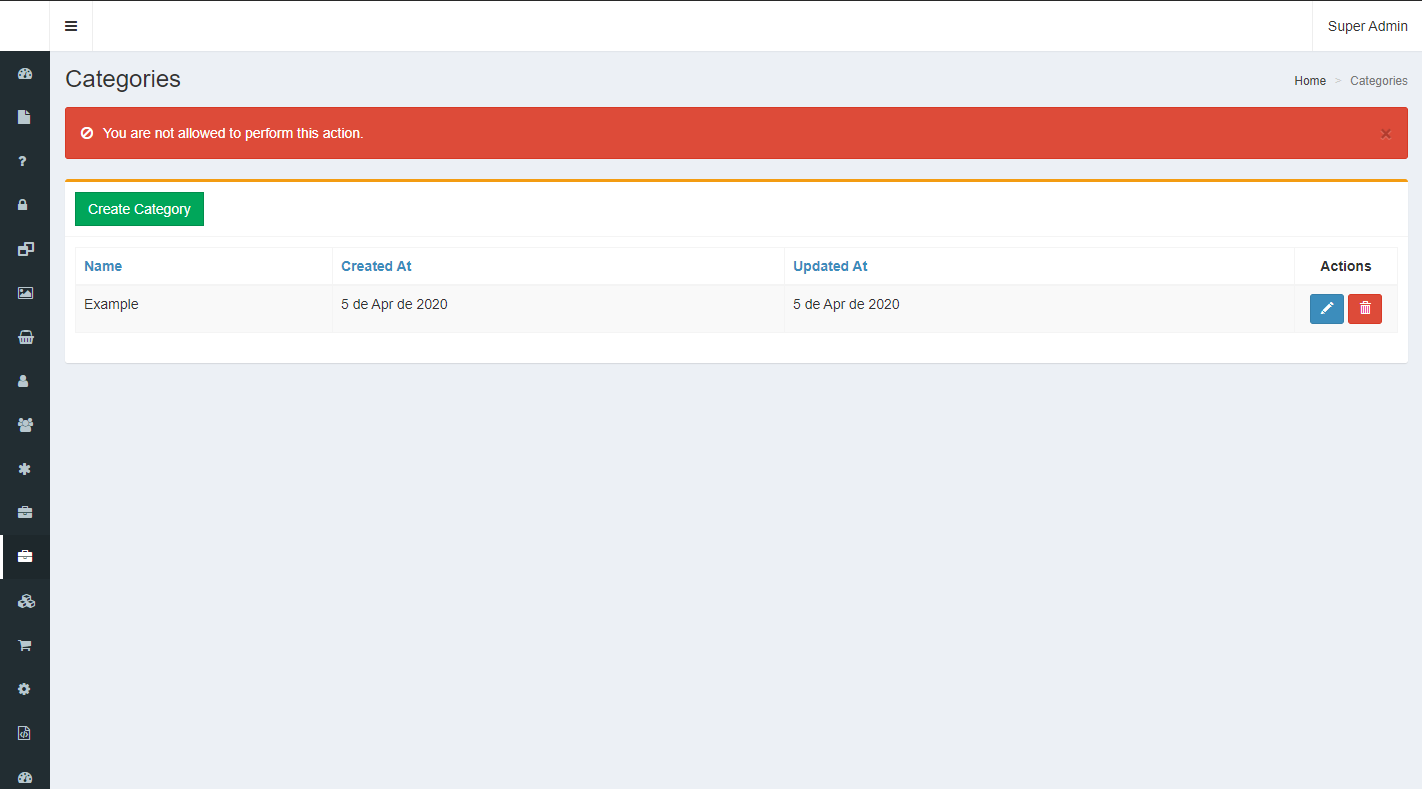 Super Admin
Categories
Home > Categories
You are not allowed to perform this action.
×
Create Category
Name Created At Updated At Actions
Example 5 de Apr de 2020 5 de Apr de 2020